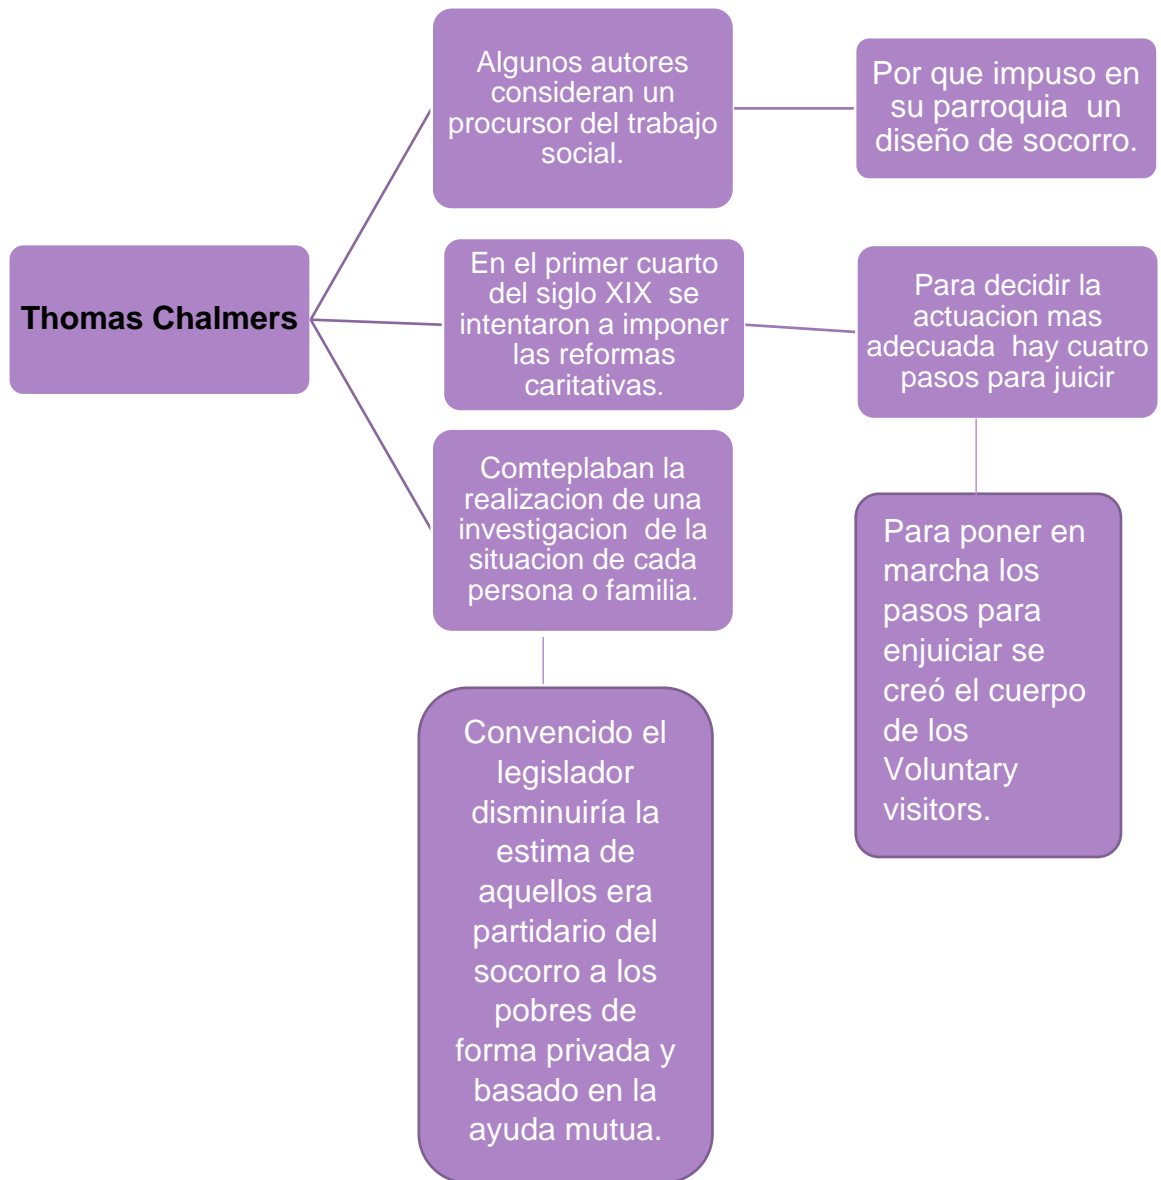 Thomas Chalmers
Algunos autores
consideran un
procursor del trabajo
social.
Por que impuso en
su parroquia un
diseño de socorro.
En el primer cuarto
del siglo XIX se
intentaron a imponer
las reformas
caritativas.
Para decidir la
actuacion mas
adecuada hay cuatro
pasos para juicir
Para poner en
marcha los
pasos para
enjuiciar se
creó el cuerpo
de los
Voluntary
visitors.
Comteplaban la
realizacion de una
investigacion de la
situacion de cada
persona o familia.
Convencido el
legislador
disminuiría la
estima de
aquellos era
partidario del
socorro a los
pobres de
forma privada y
basado en la
ayuda mutua.